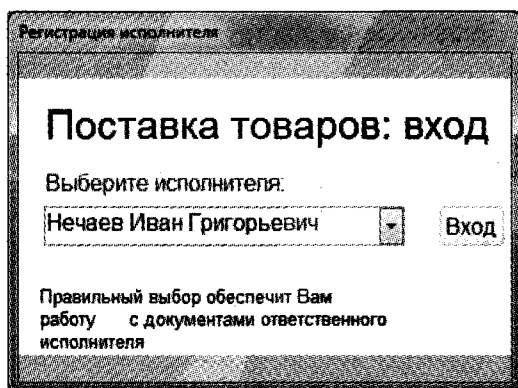 Регистрация исполнителя
Поставка товаров: вход
Выберите исполнителя:
Нечаев Иван Григорьевич
Вход
Правильный выбор обеспечит Вам
работу с документами ответственного
исполнителя